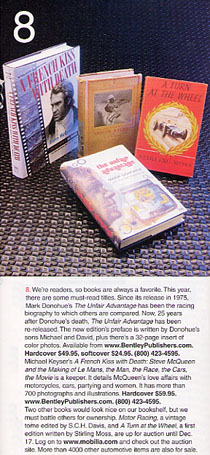 8
A FRENCH KISS
WITH DEATH
A TURN
AT THE WHEEL
the unfair
advantage
8. We're readers, so books are always a favorite. This year,
there are some must-read titles. Since its release in 1975,
Mark Donohue's The Unfair Advantage has been the racing
biography to which others are compared. Now, 25 years
after Donohue's death, The Unfair Advantage has been
re-released. The new edition's preface is written by Donohue's
sons Michael and David, plus there's a 32-page insert of
color photos. Available from www.BentleyPublishers.com.
Hardcover $49.95, softcover $24.95. (800) 423-4595.
Michael Keyser's A French Kiss with Death: Steve McQueen
and the Making of Le Mans, the Man, the Race, the Cars,
the Movie is a keeper. It details McQueen's love affairs with
motorcycles, cars, partying and women. It has more than
700 photographs and illustrations. Hardcover $59.95.
www.BentleyPublishers.com. (800) 423-4595.
Two other books would look nice on our bookshelf, but we
must battle others for ownership. Motor Racing, a vintage
tome edited by S.C.H. Davis, and A Turn at the Wheel, a first
edition written by Stirling Moss, are up for auction until Dec.
17. Log on to www.mobilia.com and check out the auction
site. More than 4000 other automotive items are also for sale.